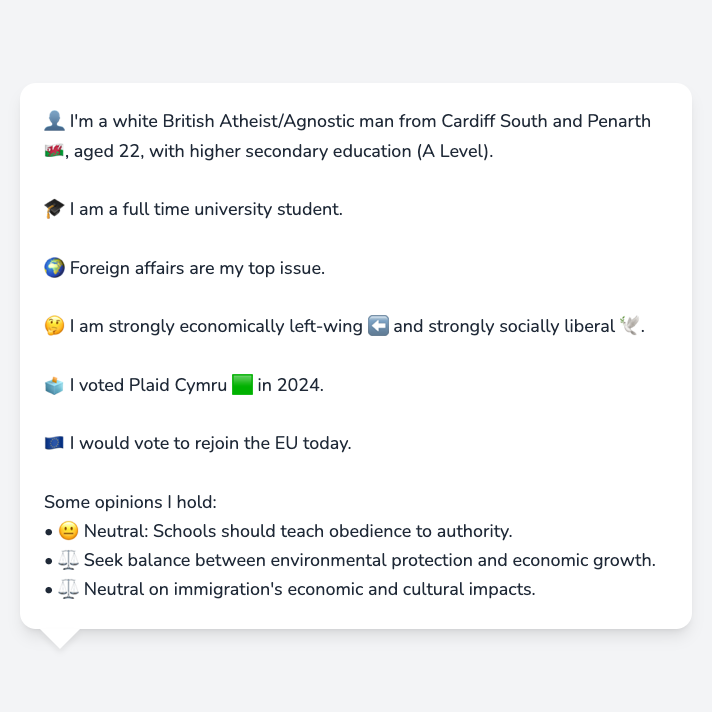 👤 I'm a white British Atheist/Agnostic man from Cardiff South and Penarth
🏴󠁧󠁢󠁷󠁬󠁳󠁿, aged 22, with higher secondary education (A Level).
🎓 I am a full time university student.
🌍 Foreign affairs are my top issue.
🤔 I am strongly economically left-wing ⬅️ and strongly socially liberal 🕊️.
🗳️ I voted Plaid Cymru 🟩 in 2024.
🇪🇺 I would vote to rejoin the EU today.
Some opinions I hold:
• 😐 Neutral: Schools should teach obedience to authority.
• ⚖️ Seek balance between environmental protection and economic growth.
• ⚖️ Neutral on immigration's economic and cultural impacts.